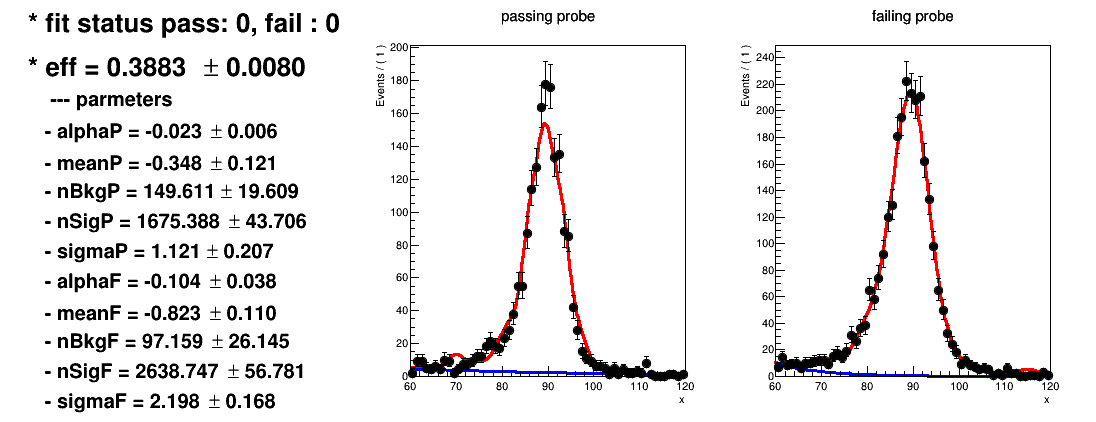 * fit status pass: 0, fail : 0
* eff = 0.3883 ± 0.0080
--- parmeters
- alphaP = -0.023 ± 0.006
- meanP = -0.348 ± 0.121
- nBkgP = 149.611 ± 19.609
- nSigP = 1675.388 ± 43.706
- sigmaP = 1.121 ± 0.207
- alphaF = -0.104 ± 0.038
- meanF = -0.823 ± 0.110
- nBkgF = 97.159 ± 26.145
- nSigF = 2638.747 ± 56.781
- sigmaF = 2.198 ± 0.168
passing probe
Events / ( 1 )
200
180
160
140
120
100
80
60
40
20
0
60 70 80 90 100 110 120
x
failing probe
Events / ( 1 )
240
220
200
180
160
140
120
100
80
60
40
20
0
60 70 80 90 100 110 120
x